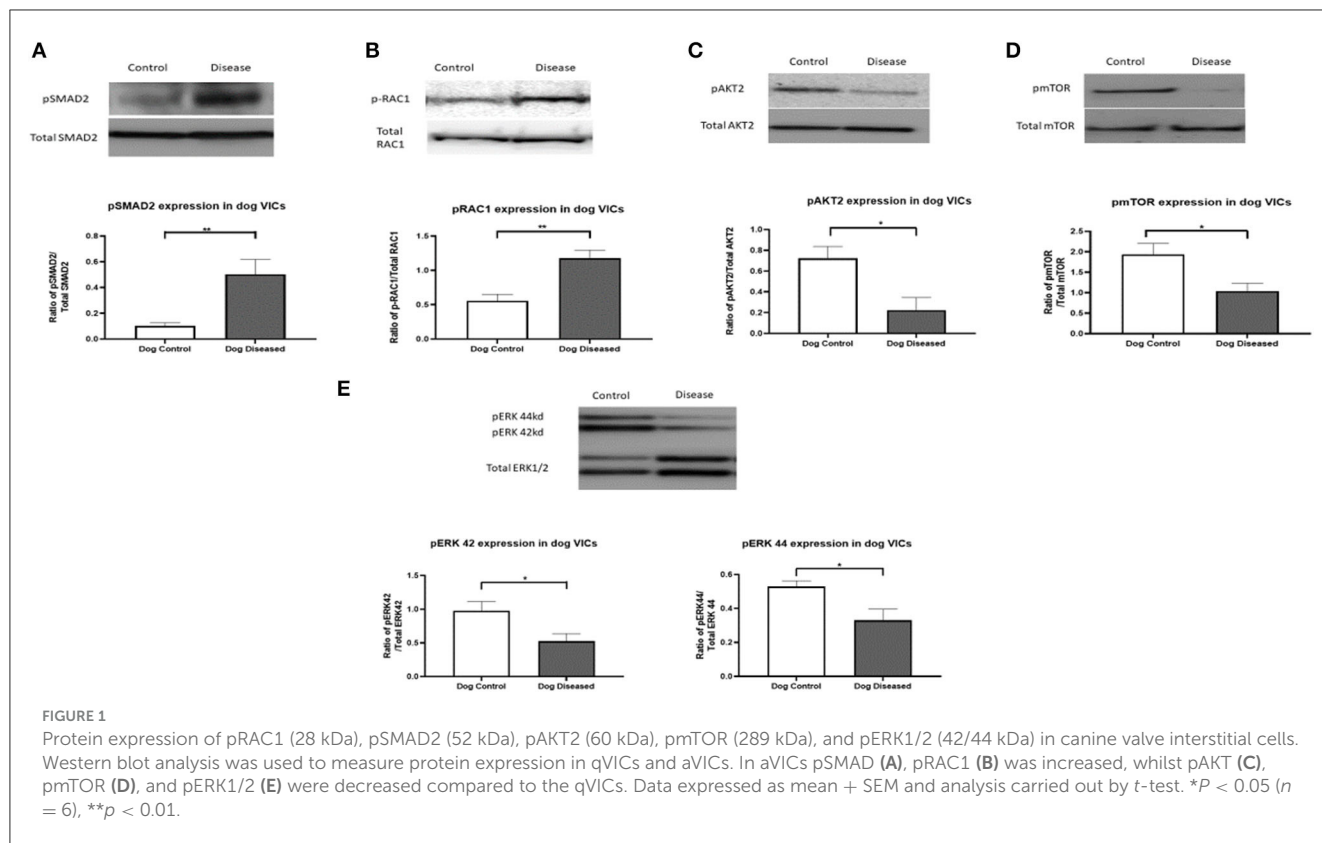 A
Control Disease
pSMAD2
Total SMAD2
pSMAD2 expression in dog VICs
**
Ratio of pSMAD2/
Total SMAD2
0.8
0.6
0.4
0.2
0.0
Dog Control Dog Diseased
B
Control Disease
p-RAC1
Total
RAC1
pRAC1 expression in dog VICs
**
Ratio of p-RAC1/Total RAC1
1.5
1.0
0.5
0.0
Dog Control Dog Diseased
C
Control Disease
pAKT2
Total AKT2
pAKT2 expression in dog VICs
*
Ratio of pAKT2/Total AKT2
1.0
0.8
0.6
0.4
0.2
0.0
Dog Control Dog Diseased
D
Control Disease
pmTOR
Total mTOR
pmTOR expression in dog VICs
*
Ratio of pmTOR
/Total mTOR
2.5
2.0
1.5
1.0
0.5
0.0
Dog Control Dog Diseased
E
Control Disease
pERK 44kd
pERK 42kd
Total ERK1/2
pERK 42 expression in dog VICs
*
Ratio of pERK42
/Total ERK42
1.5
1.0
0.5
0.0
Dog Control Dog Diseased
pERK 44 expression in dog VICs
*
Ratio of pERK44/
Total ERK 44
0.6
0.4
0.2
0.0
Dog Control Dog Diseased
FIGURE 1
Protein expression of pRAC1 (28 kDa), pSMAD2 (52 kDa), pAKT2 (60 kDa), pmTOR (289 kDa), and pERK1/2 (42/44 kDa) in canine valve interstitial cells.
Western blot analysis was used to measure protein expression in qVICs and aVICs. In aVICs pSMAD (A), pRAC1 (B) was increased, whilst pAKT (C),
pmTOR (D), and pERK1/2 (E) were decreased compared to the qVICs. Data expressed as mean + SEM and analysis carried out by t-test. *P < 0.05 (n
= 6), **p < 0.01.